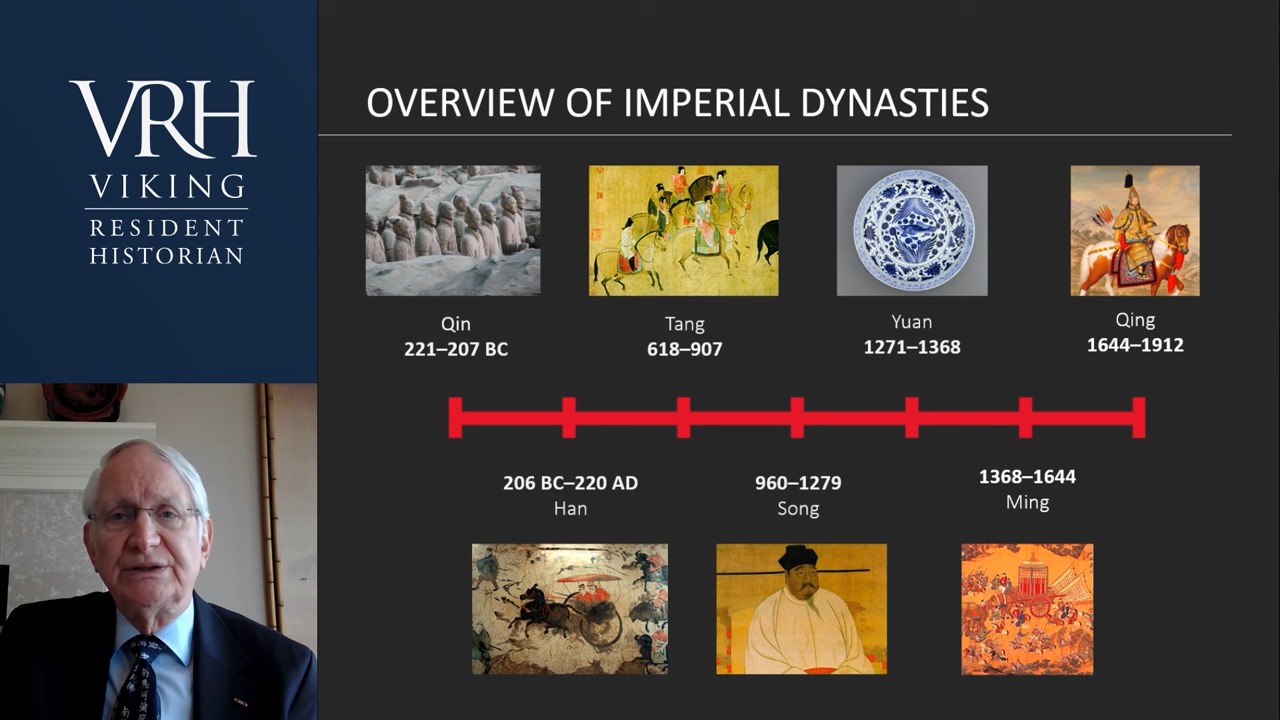 VRH
VIKING
RESIDENT
HISTORIAN
OVERVIEW OF IMPERIAL DYNASTIES
Qin
221–207 BC
Tang
618–907
Yuan
1271–1368
Qing
1644–1912
206 BC–220 AD
Han
960–1279
Song
1368–1644
Ming